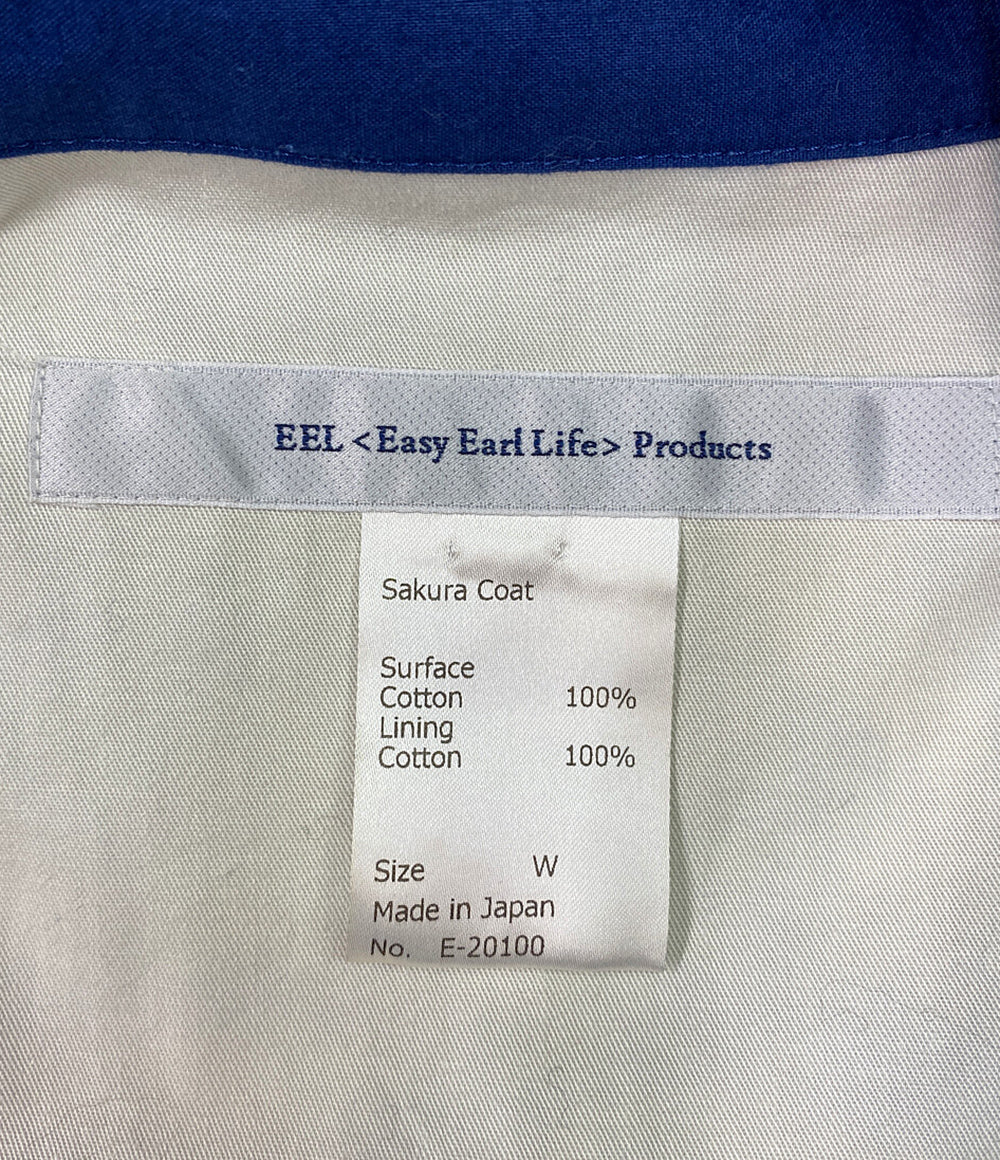 EEL <Easy Earl Life> Products
Sakura Coat
Surface
Cotton 100%
Lining
Cotton 100%
Size W
Made in Japan
No. E-20100